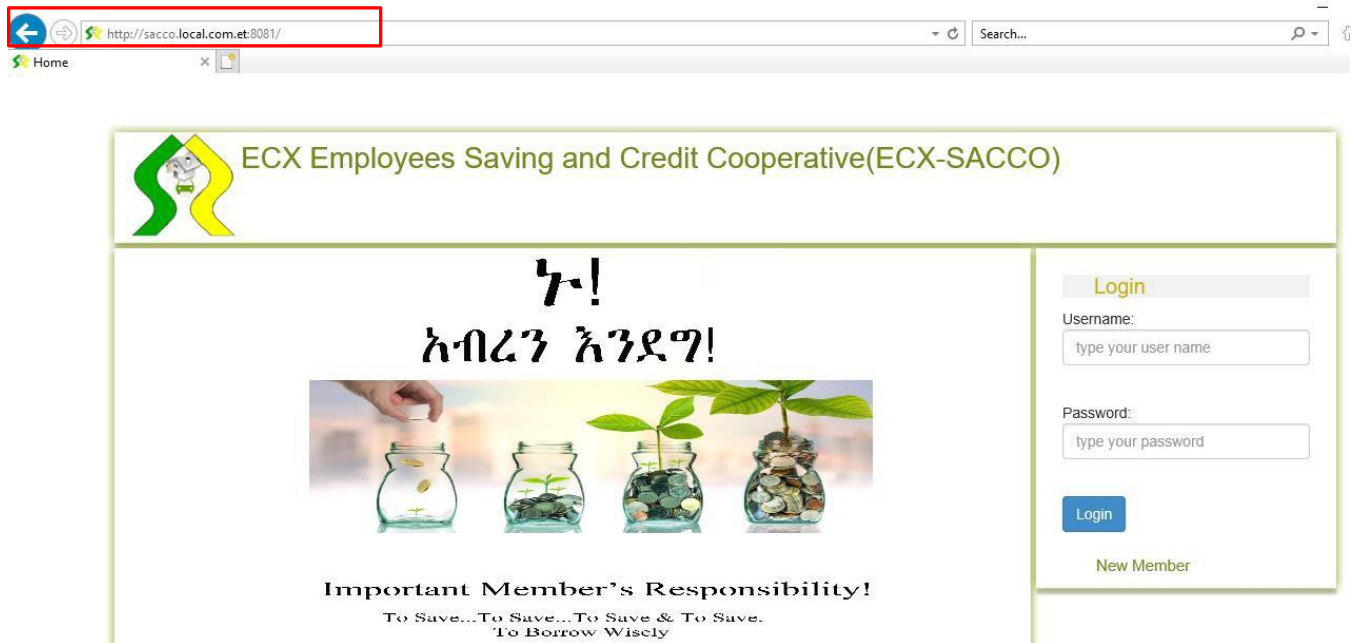 http://sacco.local.com.et:8081/
Search...
Home
ECX Employees Saving and Credit Cooperative(ECX-SACCO)
ኑ!
አብረን እንደግ!
Important Member's Responsibility!
To Save...To Save...To Save & To Save.
To Borrow Wisely
Login
Username:
type your user name
Password:
type your password
Login
New Member